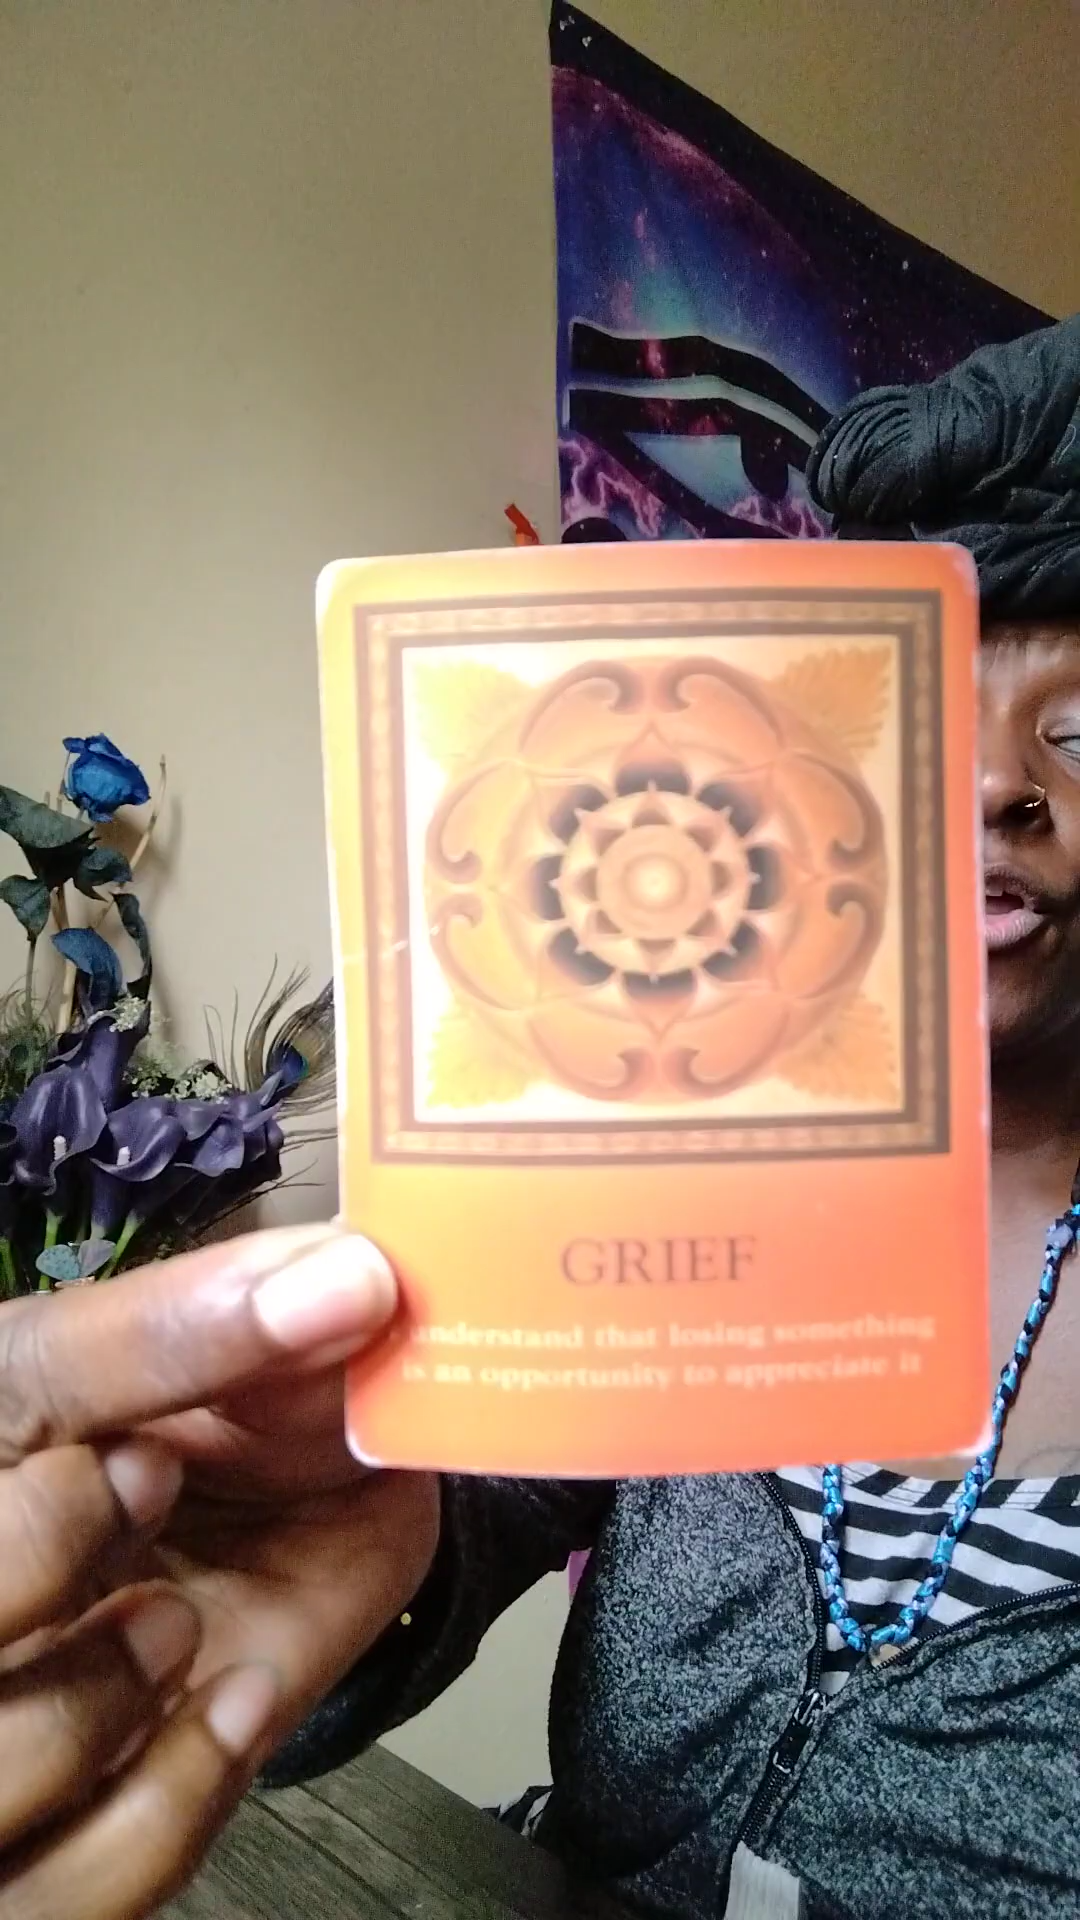 GRIEF
understand that losing something
is an opportunity to appreciate it